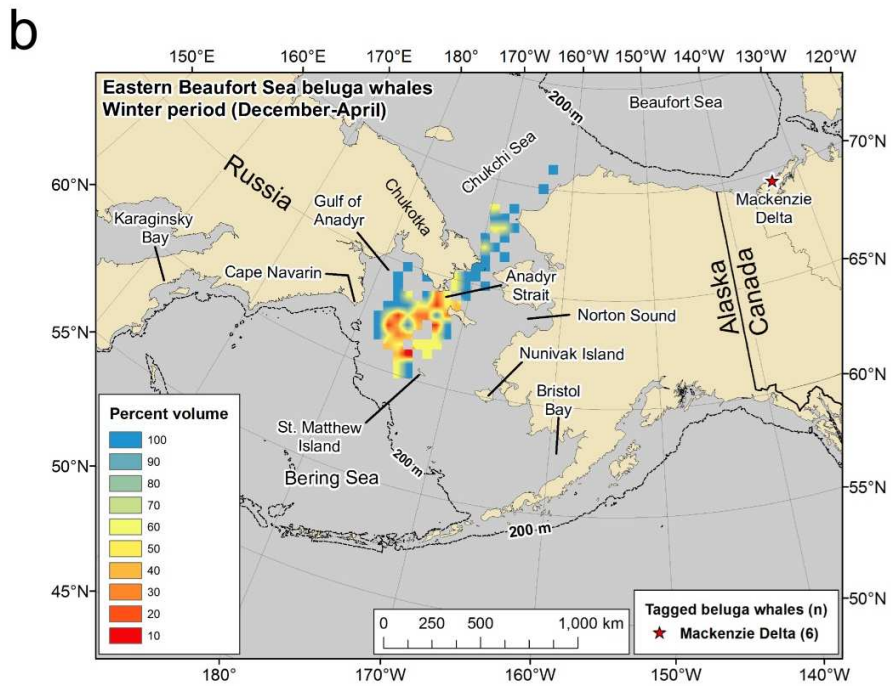 b
150°E 160°E 170°E 180° 170°W 160°W 150°W 140°W 130°W 120°W
Eastern Beaufort Sea beluga whales
Winter period (December-April)
200 m
Beaufort Sea
Chukchi Sea
70°N
Russia
60°N
Chukotka
Mackenzie
Delta
Gulf of
Anadyr
Karaginsky
Bay
65°N
Cape Navarin
Anadyr
Strait
Alaska
Canada
Norton Sound
55°N
Nunivak Island
60°N
Bristol
Bay
Percent volume
100
90
80
70
60
50
40
30
20
10
St. Matthew
Island
200 m
Bering Sea
50°N
55°N
200 m
45°N
50°N
0 250 500 1,000 km
Tagged beluga whales (n)
Mackenzie Delta (6)
180° 170°W 160°W 150°W 140°W